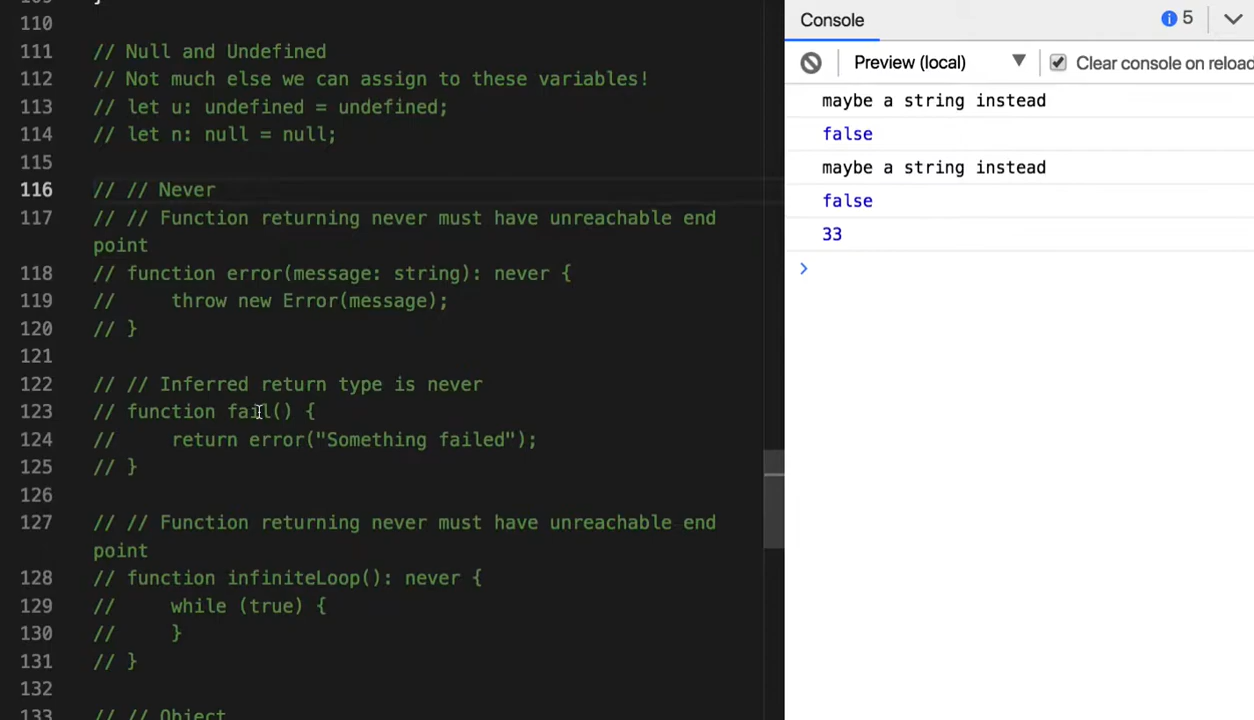 110
111 // Null and Undefined
112 // Not much else we can assign to these variables!
113 // let u: undefined = undefined;
114 // let n: null = null;
115
116 // // Never
117 // // Function returning never must have unreachable end
point
118 // function error(message: string): never {
119 //     throw new Error(message);
120 // }
121
122 // // Inferred return type is never
123 // function fail() {
124 //     return error("Something failed");
125 // }
126
127 // // Function returning never must have unreachable end
point
128 // function infiniteLoop(): never {
129 //     while (true) {
130 //     }
131 // }
132
133 // // Object
Console
5
Preview (local)
Clear console on reload
maybe a string instead
false
maybe a string instead
false
33
>